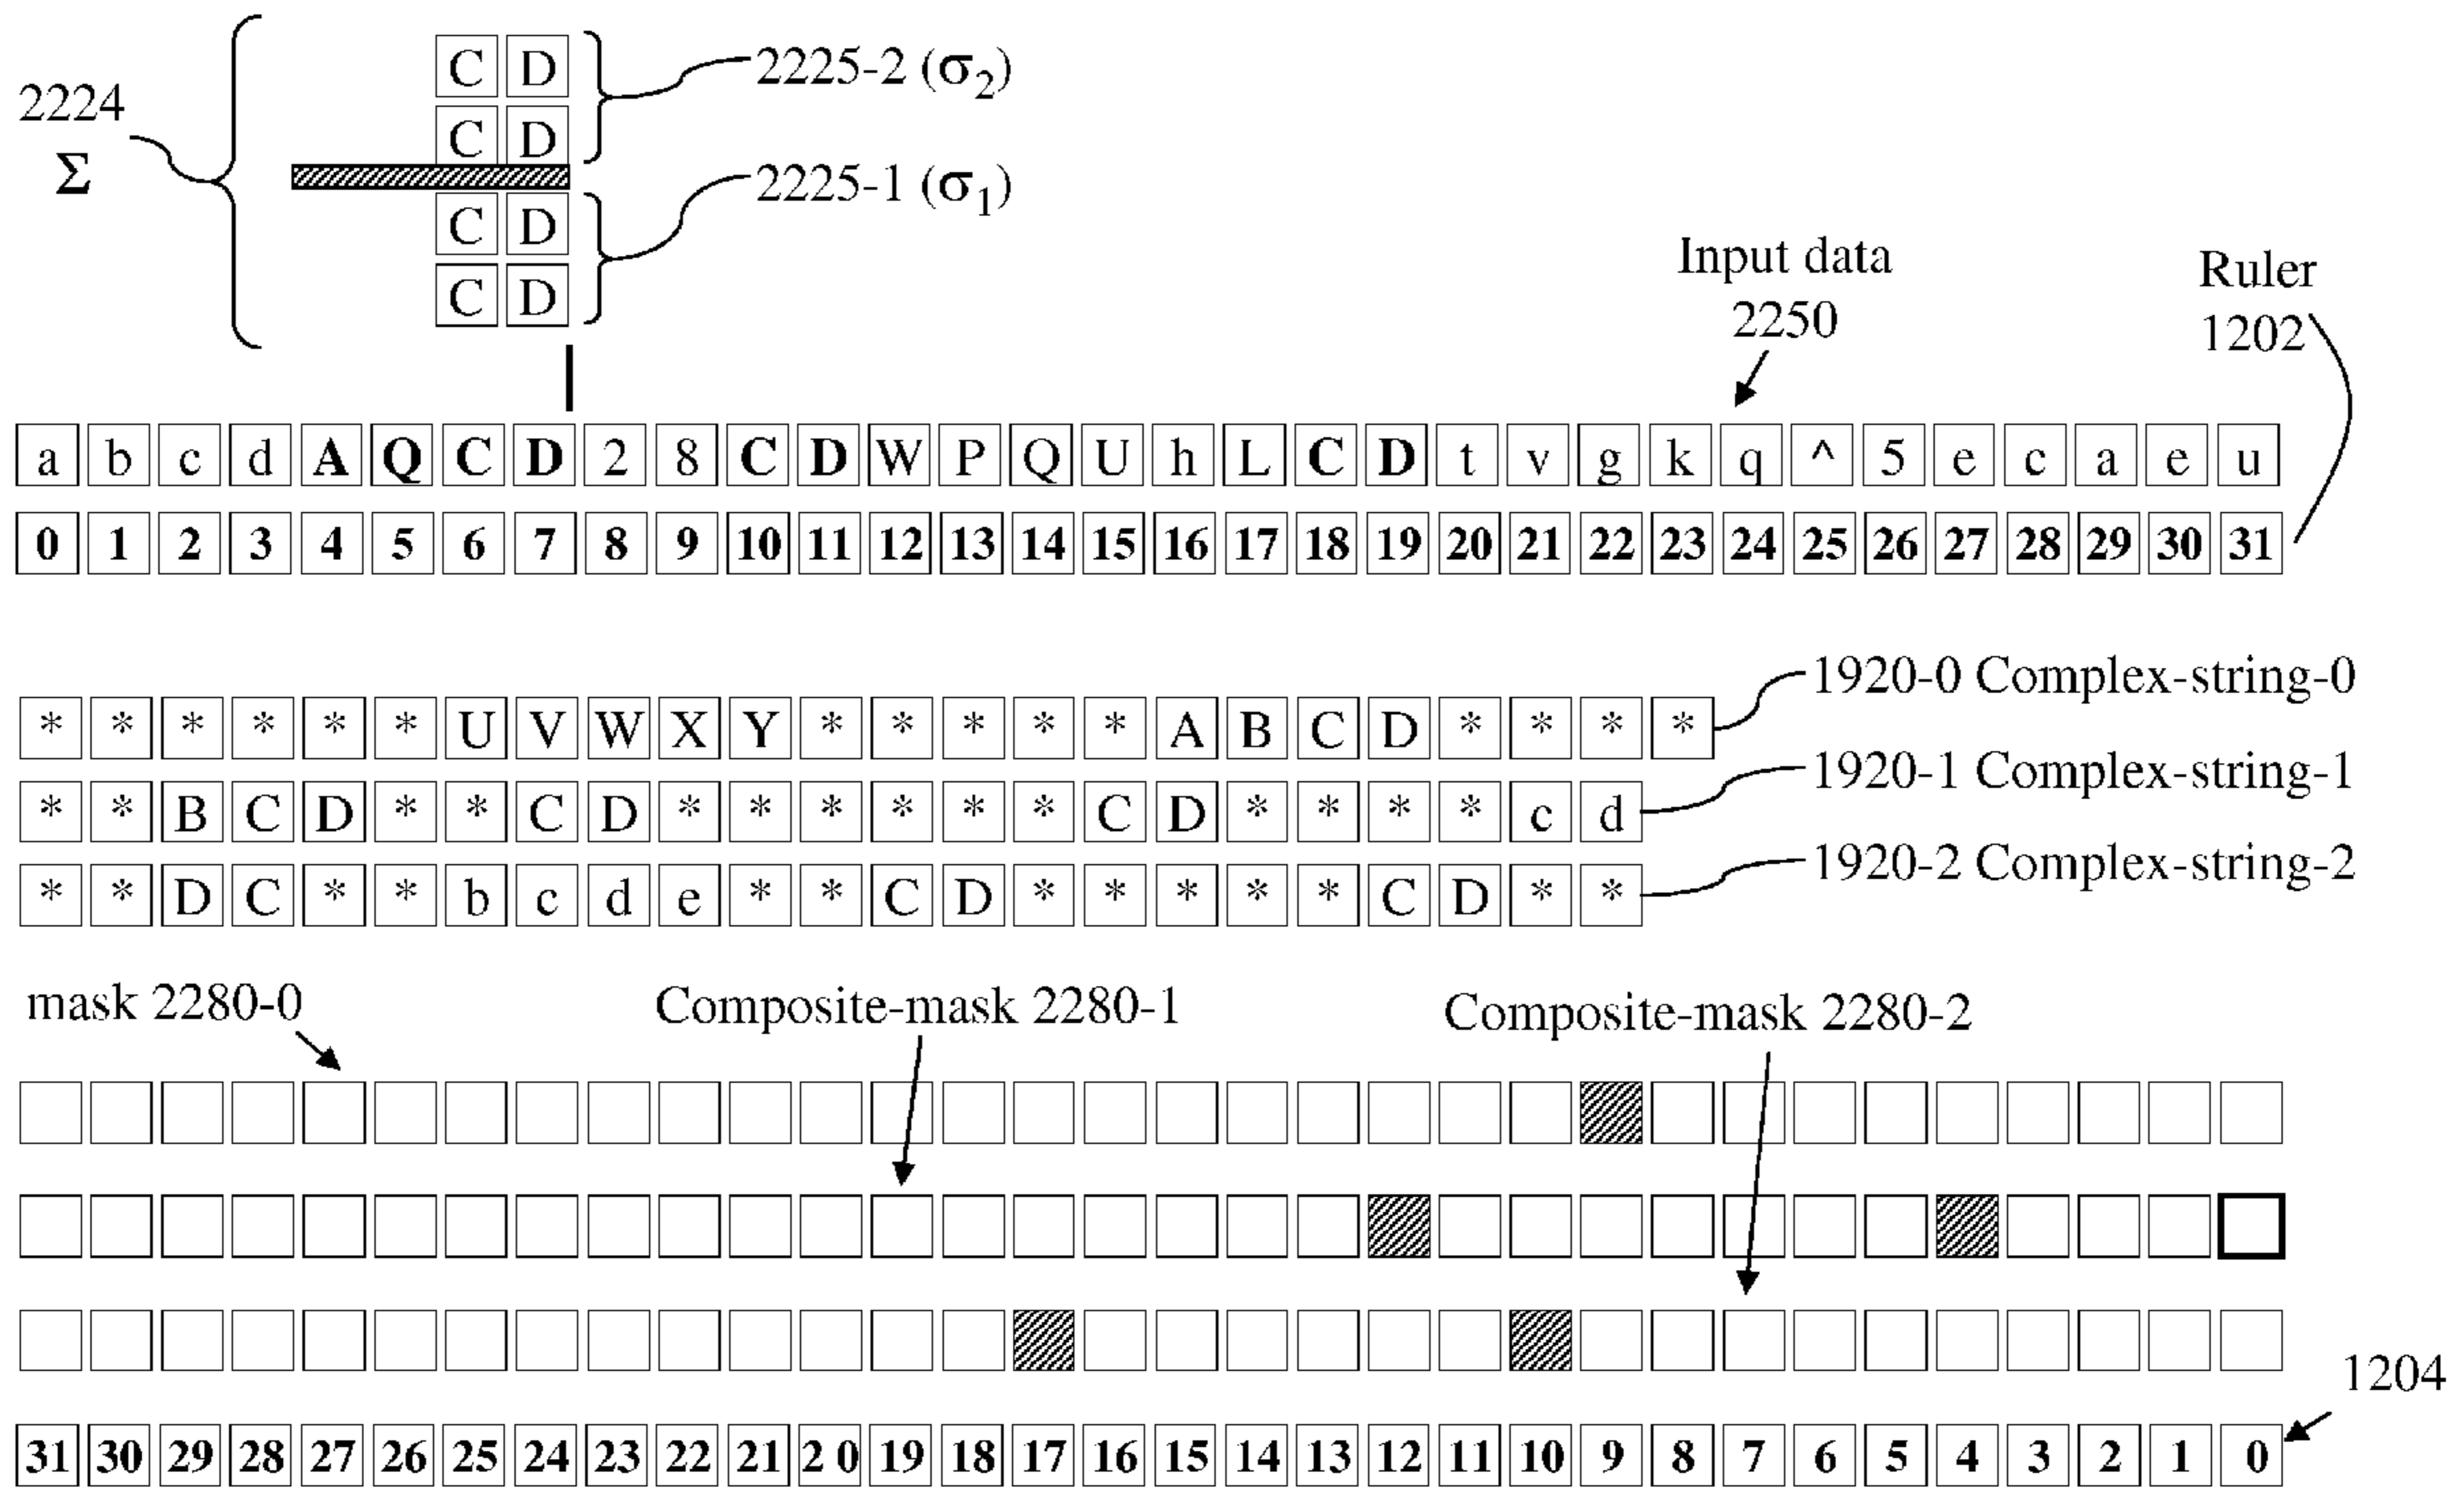 C D 2225-2 (σ2)
2224 C D
Σ 2225-1 (σ1)
C D
C D
Input data
2250
Ruler
1202
a b c d A Q C D 2 8 C D W P Q U h L C D t v g k q ^ 5 e c a e u
0 1 2 3 4 5 6 7 8 9 10 11 12 13 14 15 16 17 18 19 20 21 22 23 24 25 26 27 28 29 30 31
* * * * * * U V W X Y * * * * * A B C D * * * * 1920-0 Complex-string-0
* * B C D * * C D * * * * * * C D * * * * c d 1920-1 Complex-string-1
* * D C * * b c d e * * C D * * * * * C D * * 1920-2 Complex-string-2
mask 2280-0 Composite-mask 2280-1 Composite-mask 2280-2
1204
31 30 29 28 27 26 25 24 23 22 21 2 0 19 18 17 16 15 14 13 12 11 10 9 8 7 6 5 4 3 2 1 0